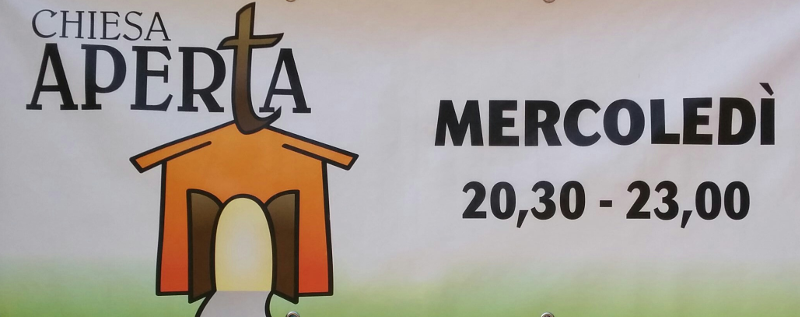 CHIESA
APERtA
MERCOLEDÌ
20,30 - 23,00